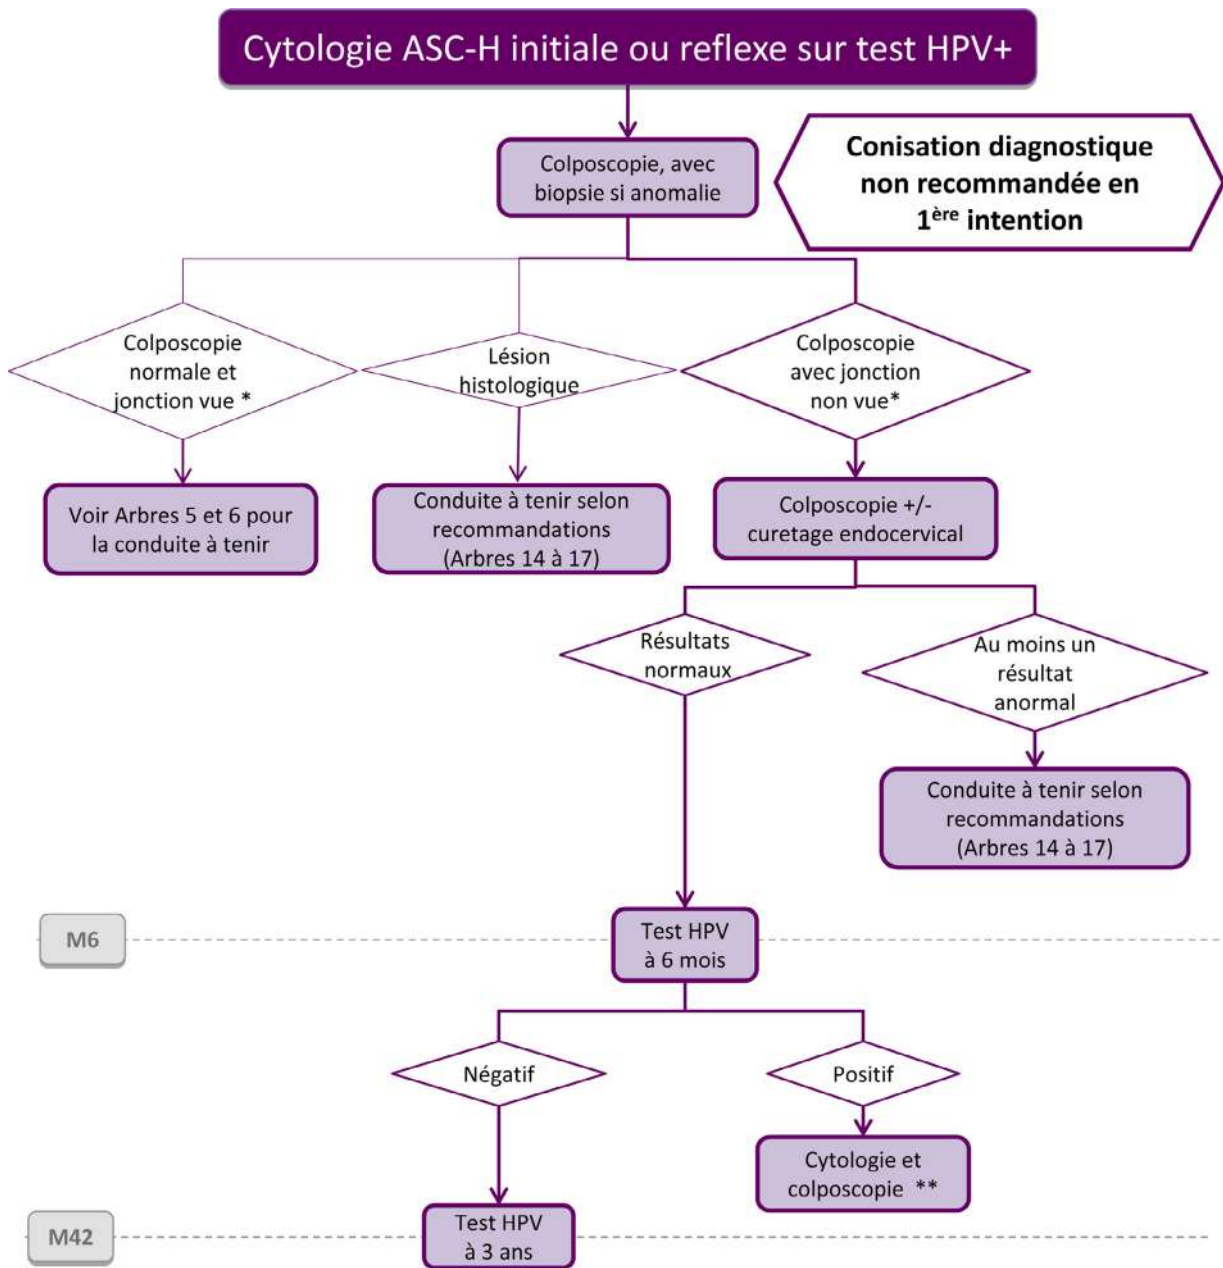 Cytologie ASC-H initiale ou reflexe sur test HPV+
Colposcopie, avec
biopsie si anomalie
Conisation diagnostique
non recommandée en
1ère intention
Colposcopie
normale et
jonction vue *
Lésion
histologique
Colposcopie
avec jonction
non vue*
Voir Arbres 5 et 6 pour
la conduite à tenir
Conduite à tenir selon
recommandations
(Arbres 14 à 17)
Colposcopie +/-
curetage endocervical
Résultats
normaux
Au moins un
résultat
anormal
Conduite à tenir selon
recommandations
(Arbres 14 à 17)
M6
Test HPV
à 6 mois
Négatif
Positif
Cytologie et
colposcopie **
M42
Test HPV
à 3 ans